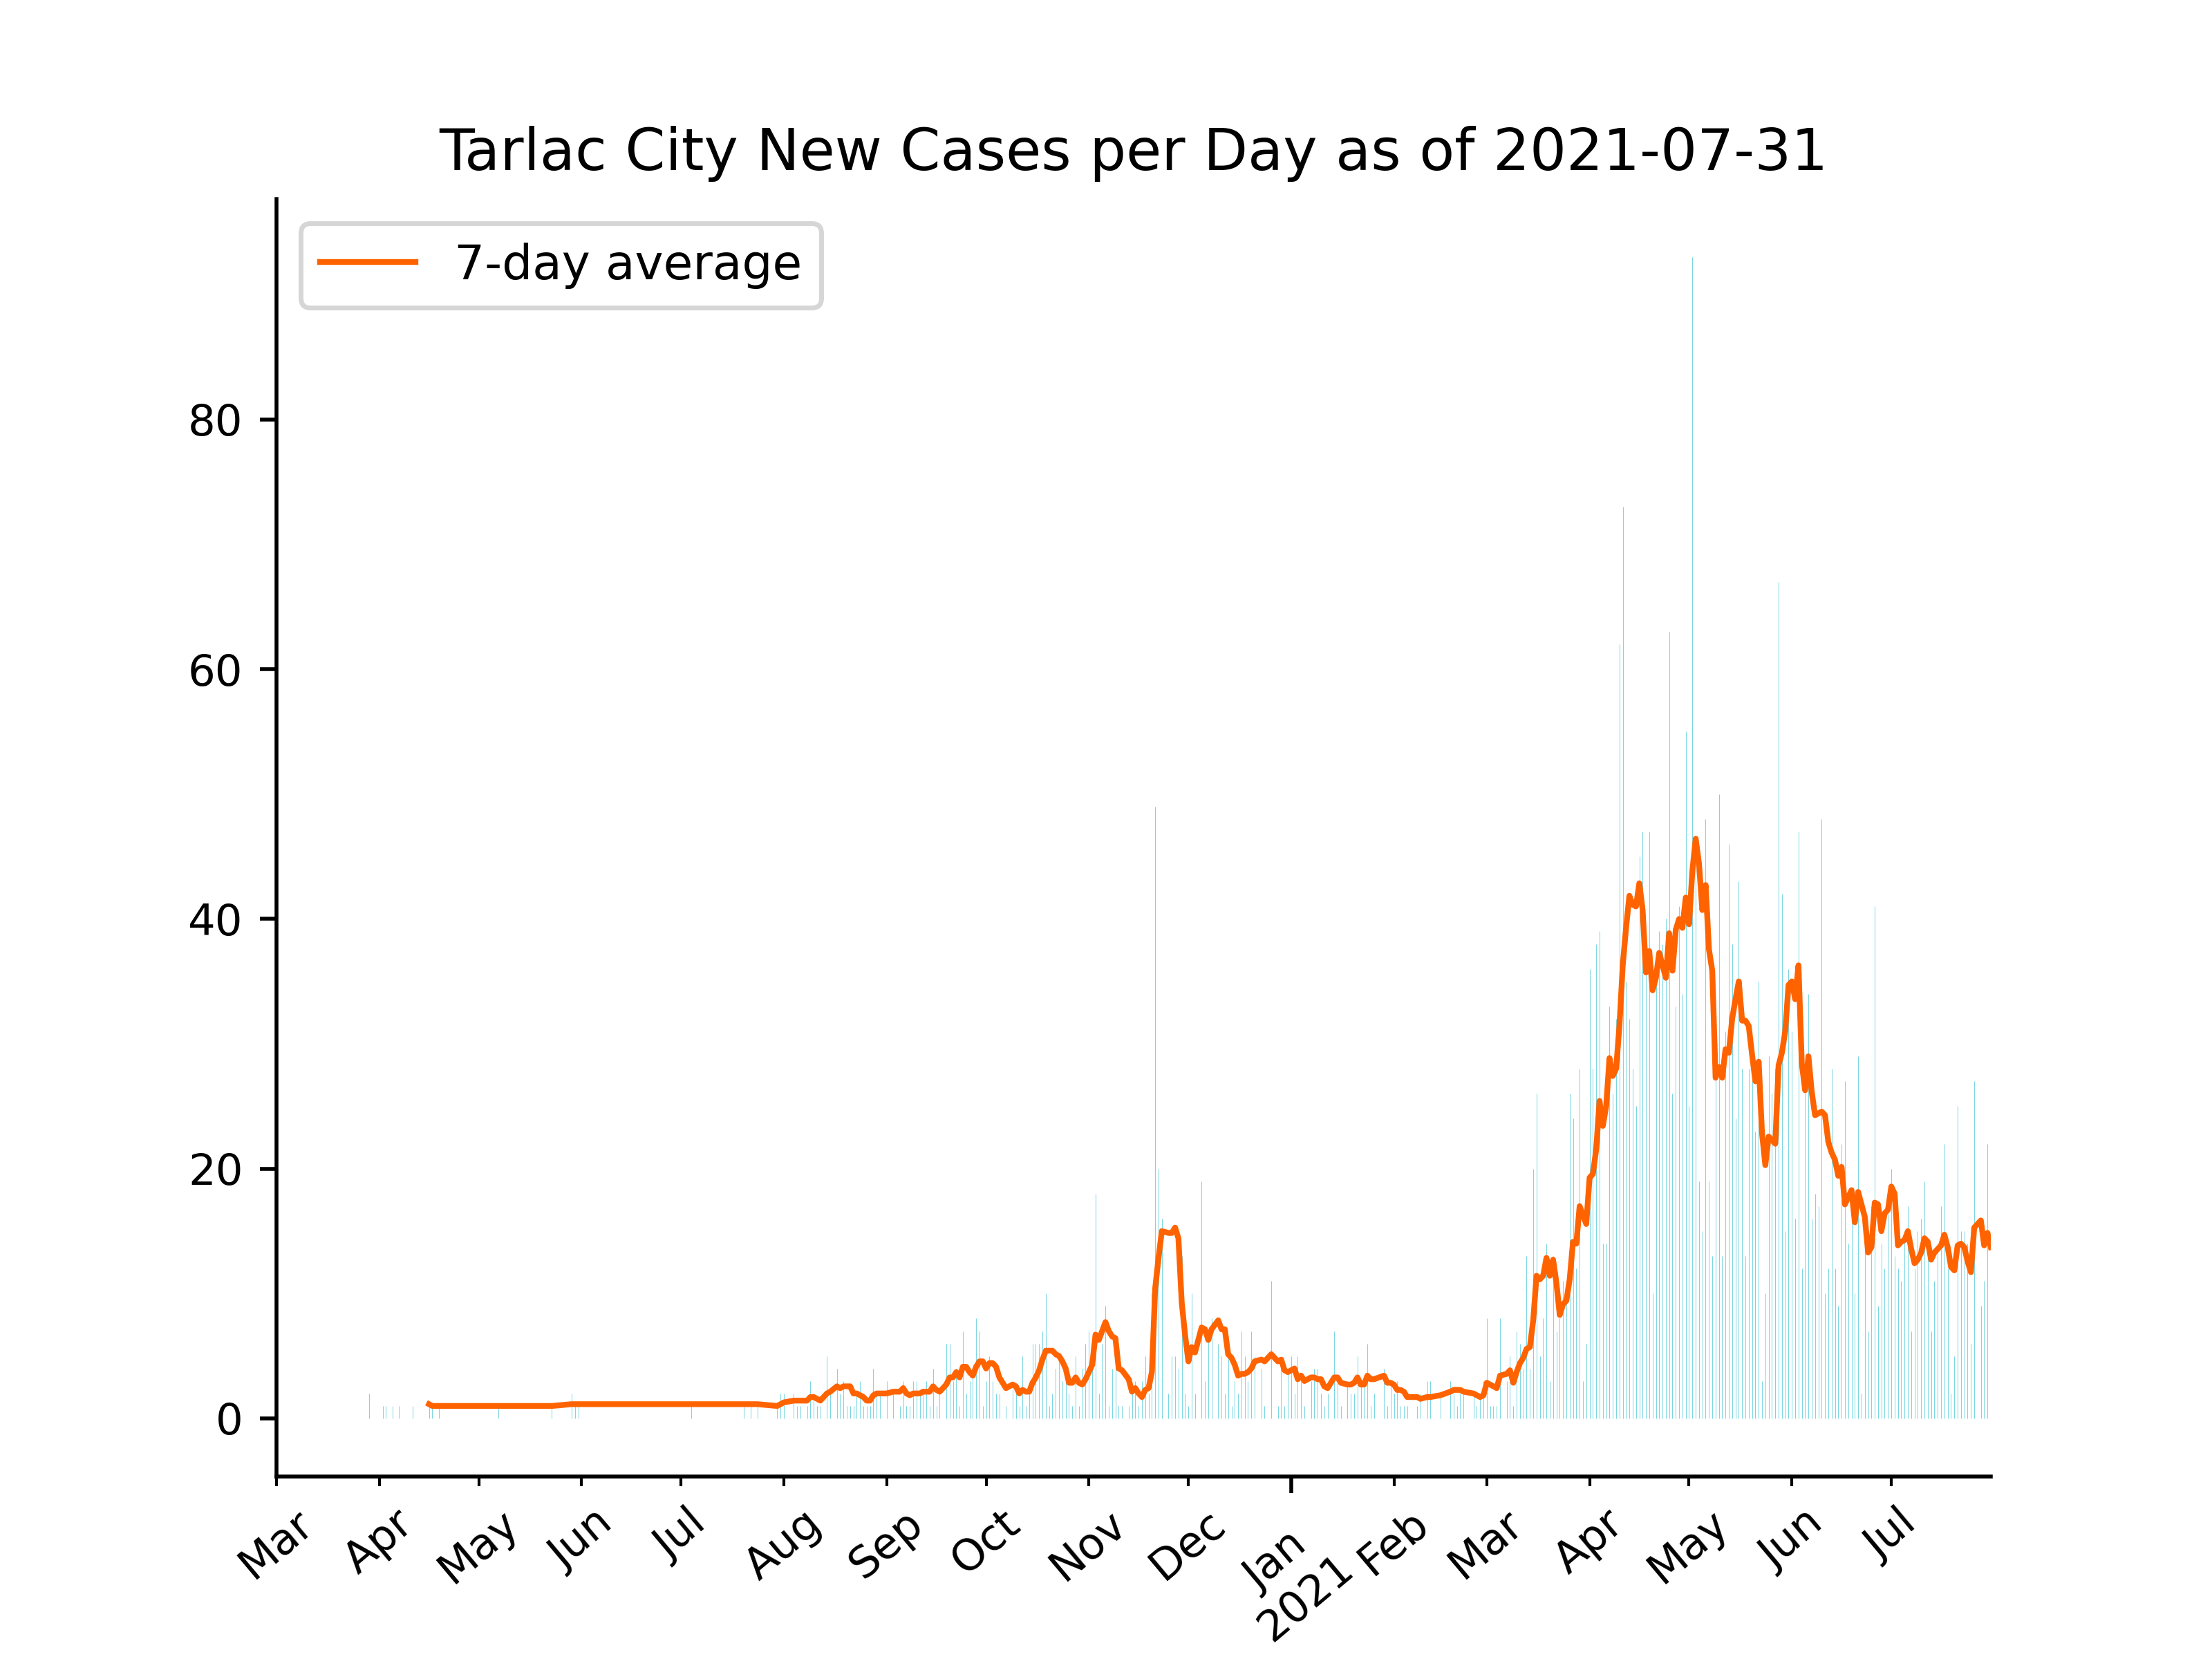 Tarlac City New Cases per Day as of 2021-07-31
7-day average
80
60
40
20
0
Mar Apr May Jun Jul Aug Sep Oct Nov Dec Jan Feb Mar Apr May Jun Jul
2021